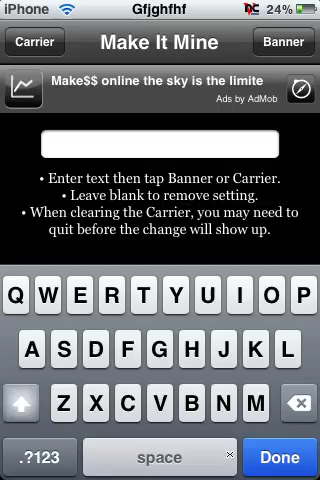 iPhone Gfjghfhf 24%
Carrier Make It Mine Banner
Make$$ online the sky is the limite
Ads by AdMob
• Enter text then tap Banner or Carrier.
• Leave blank to remove setting.
• When clearing the Carrier, you may need to
quit before the change will show up.
Q W E R T Y U I O P
A S D F G H J K L
Z X C V B N M
.?123 space Done